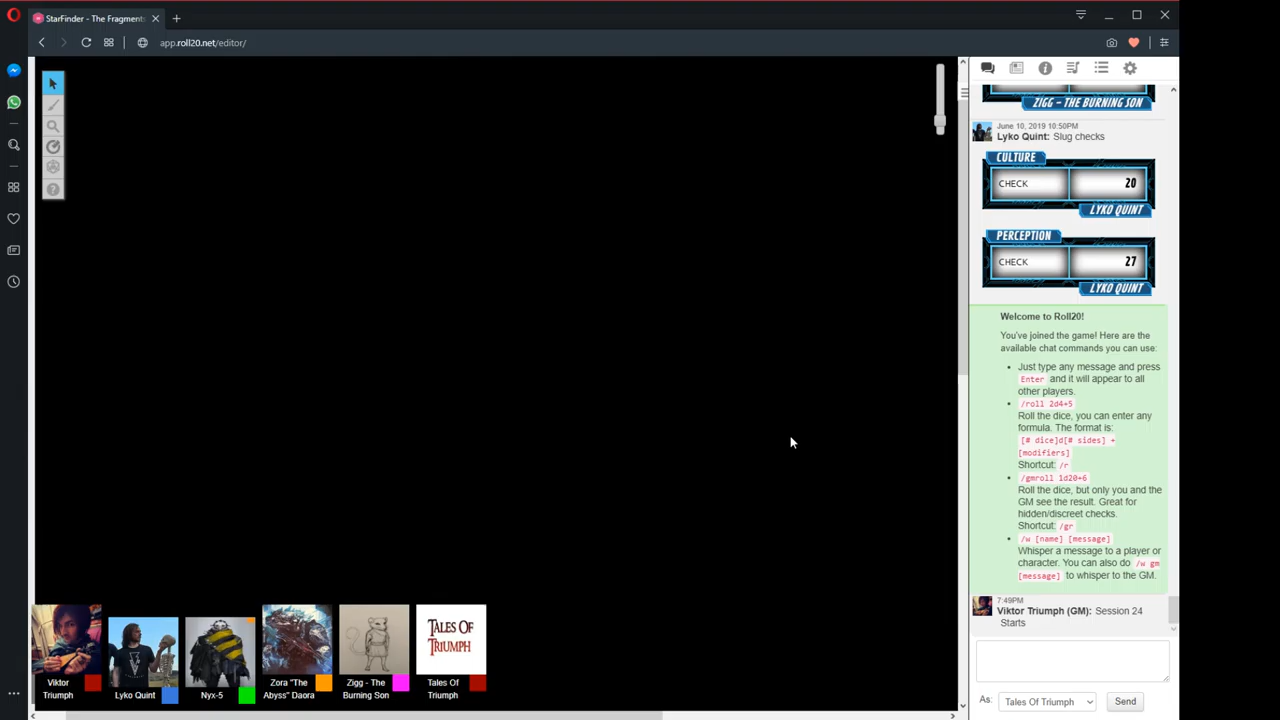 StarFinder - The Fragment
app.roll20.net/editor/
ZIGG - THE BURNING SON
June 10, 2019 10:50PM
Lyko Quint: Slug checks
CULTURE
CHECK 20
LYKO QUINT
PERCEPTION
CHECK 27
LYKO QUINT
Welcome to Roll20!
You've joined the game! Here are the
available chat commands you can use:
Just type any message and press
Enter and it will appear to all
other players.
/roll 2d4+5
Roll the dice, you can enter any
formula. The format is:
[# dice]d[# sides] +
[modifiers]
Shortcut: /r
/gmroll 1d20+6
Roll the dice, but only you and the
GM see the result. Great for
hidden/discreet checks.
Shortcut: /gr
/w [name] [message]
Whisper a message to a player or
character. You can also do /w gm
[message] to whisper to the GM.
7:49PM
Viktor Triumph (GM): Session 24
Starts
As: Tales Of Triumph Send
TALES OF
TRIUMPH
Viktor
Triumph
Lyko Quint
Nyx-5
Zora "The
Abyss" Daora
Zigg - The
Burning Son
Tales Of
Triumph